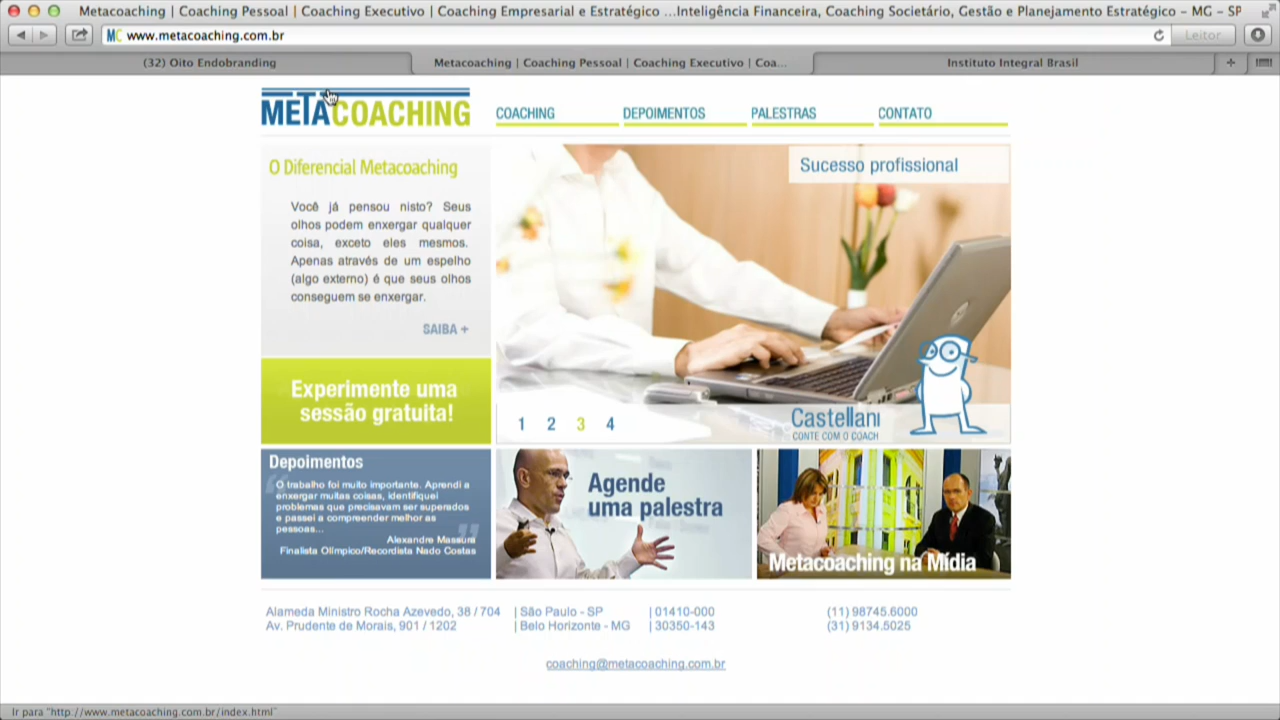 Metacoaching | Coaching Pessoal | Coaching Executivo | Coaching Empresarial e Estratégico ...Inteligência Financeira, Coaching Societário, Gestão e Planejamento Estratégico – MG – SP
MC www.metacoaching.com.br
Leitor
(32) Oito Endobranding
Metacoaching | Coaching Pessoal | Coaching Executivo | Coa...
Instituto Integral Brasil
METACOACHING
COACHING
DEPOIMENTOS
PALESTRAS
CONTATO
O Diferencial Metacoaching
Você já pensou nisto? Seus
olhos podem enxergar qualquer
coisa, exceto eles mesmos.
Apenas através de um espelho
(algo externo) é que seus olhos
conseguem se enxergar.
SAIBA +
Sucesso profissional
Experimente uma
sessão gratuita!
1 2 3 4
Castellani
CONTE COM O COACH
Depoimentos
O trabalho foi muito importante. Aprendi a
enxergar muitas coisas, identifiquei
problemas que precisavam ser superados
e passei a compreender melhor as
pessoas...
Alexandre Massura
Finalista Olímpico/Recordista Nado Costas
Agende
uma palestra
Metacoaching na Mídia
Alameda Ministro Rocha Azevedo, 38 / 704 | São Paulo - SP | 01410-000 (11) 98745.6000
Av. Prudente de Morais, 901 / 1202 | Belo Horizonte - MG | 30350-143 (31) 9134.5025
coaching@metacoaching.com.br
Ir para "http://www.metacoaching.com.br/index.html"